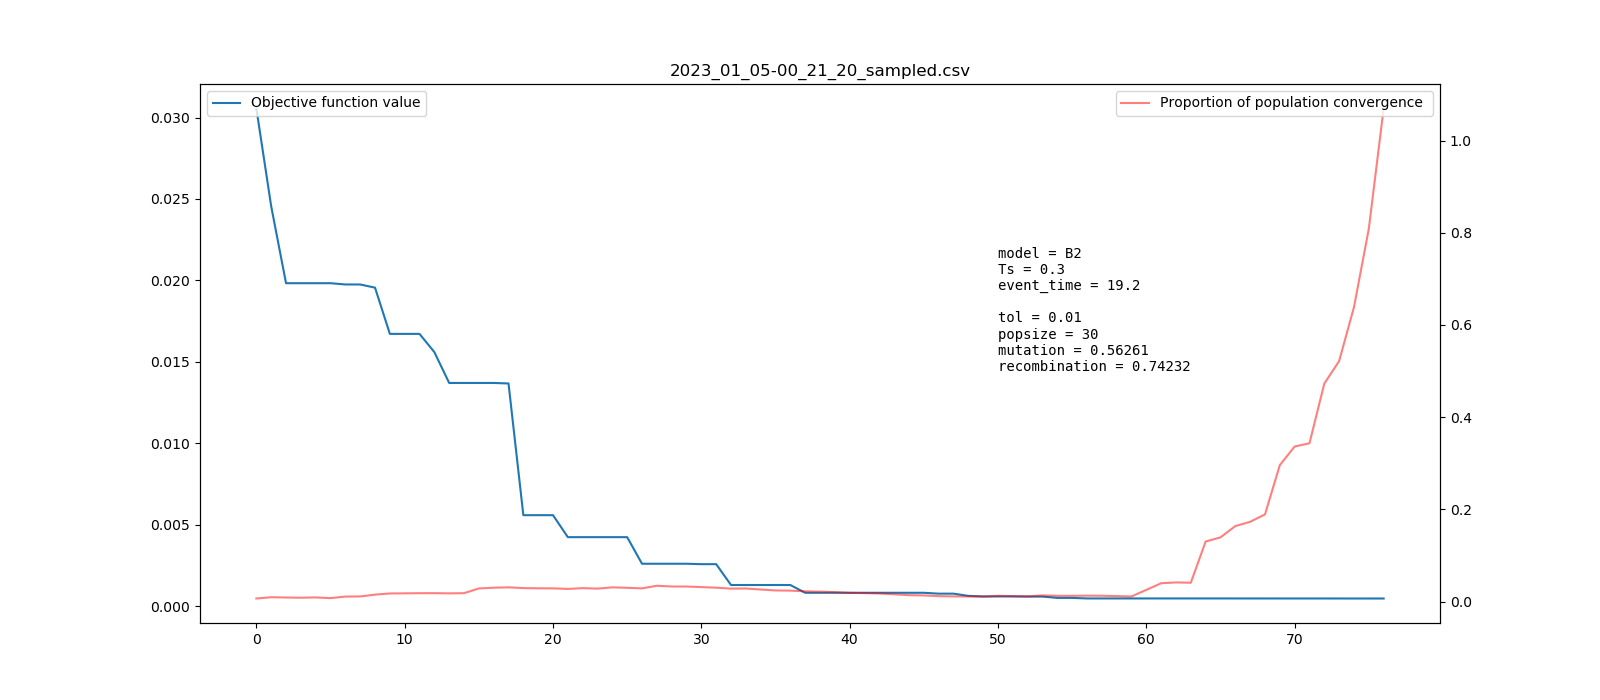 2023_01_05-00_21_20_sampled.csv
Objective function value
Proportion of population convergence
0.030
0.025
0.020
0.015
0.010
0.005
0.000
1.0
0.8
0.6
0.4
0.2
0.0
model = B2
Ts = 0.3
event_time = 19.2
tol = 0.01
popsize = 30
mutation = 0.56261
recombination = 0.74232
0 10 20 30 40 50 60 70